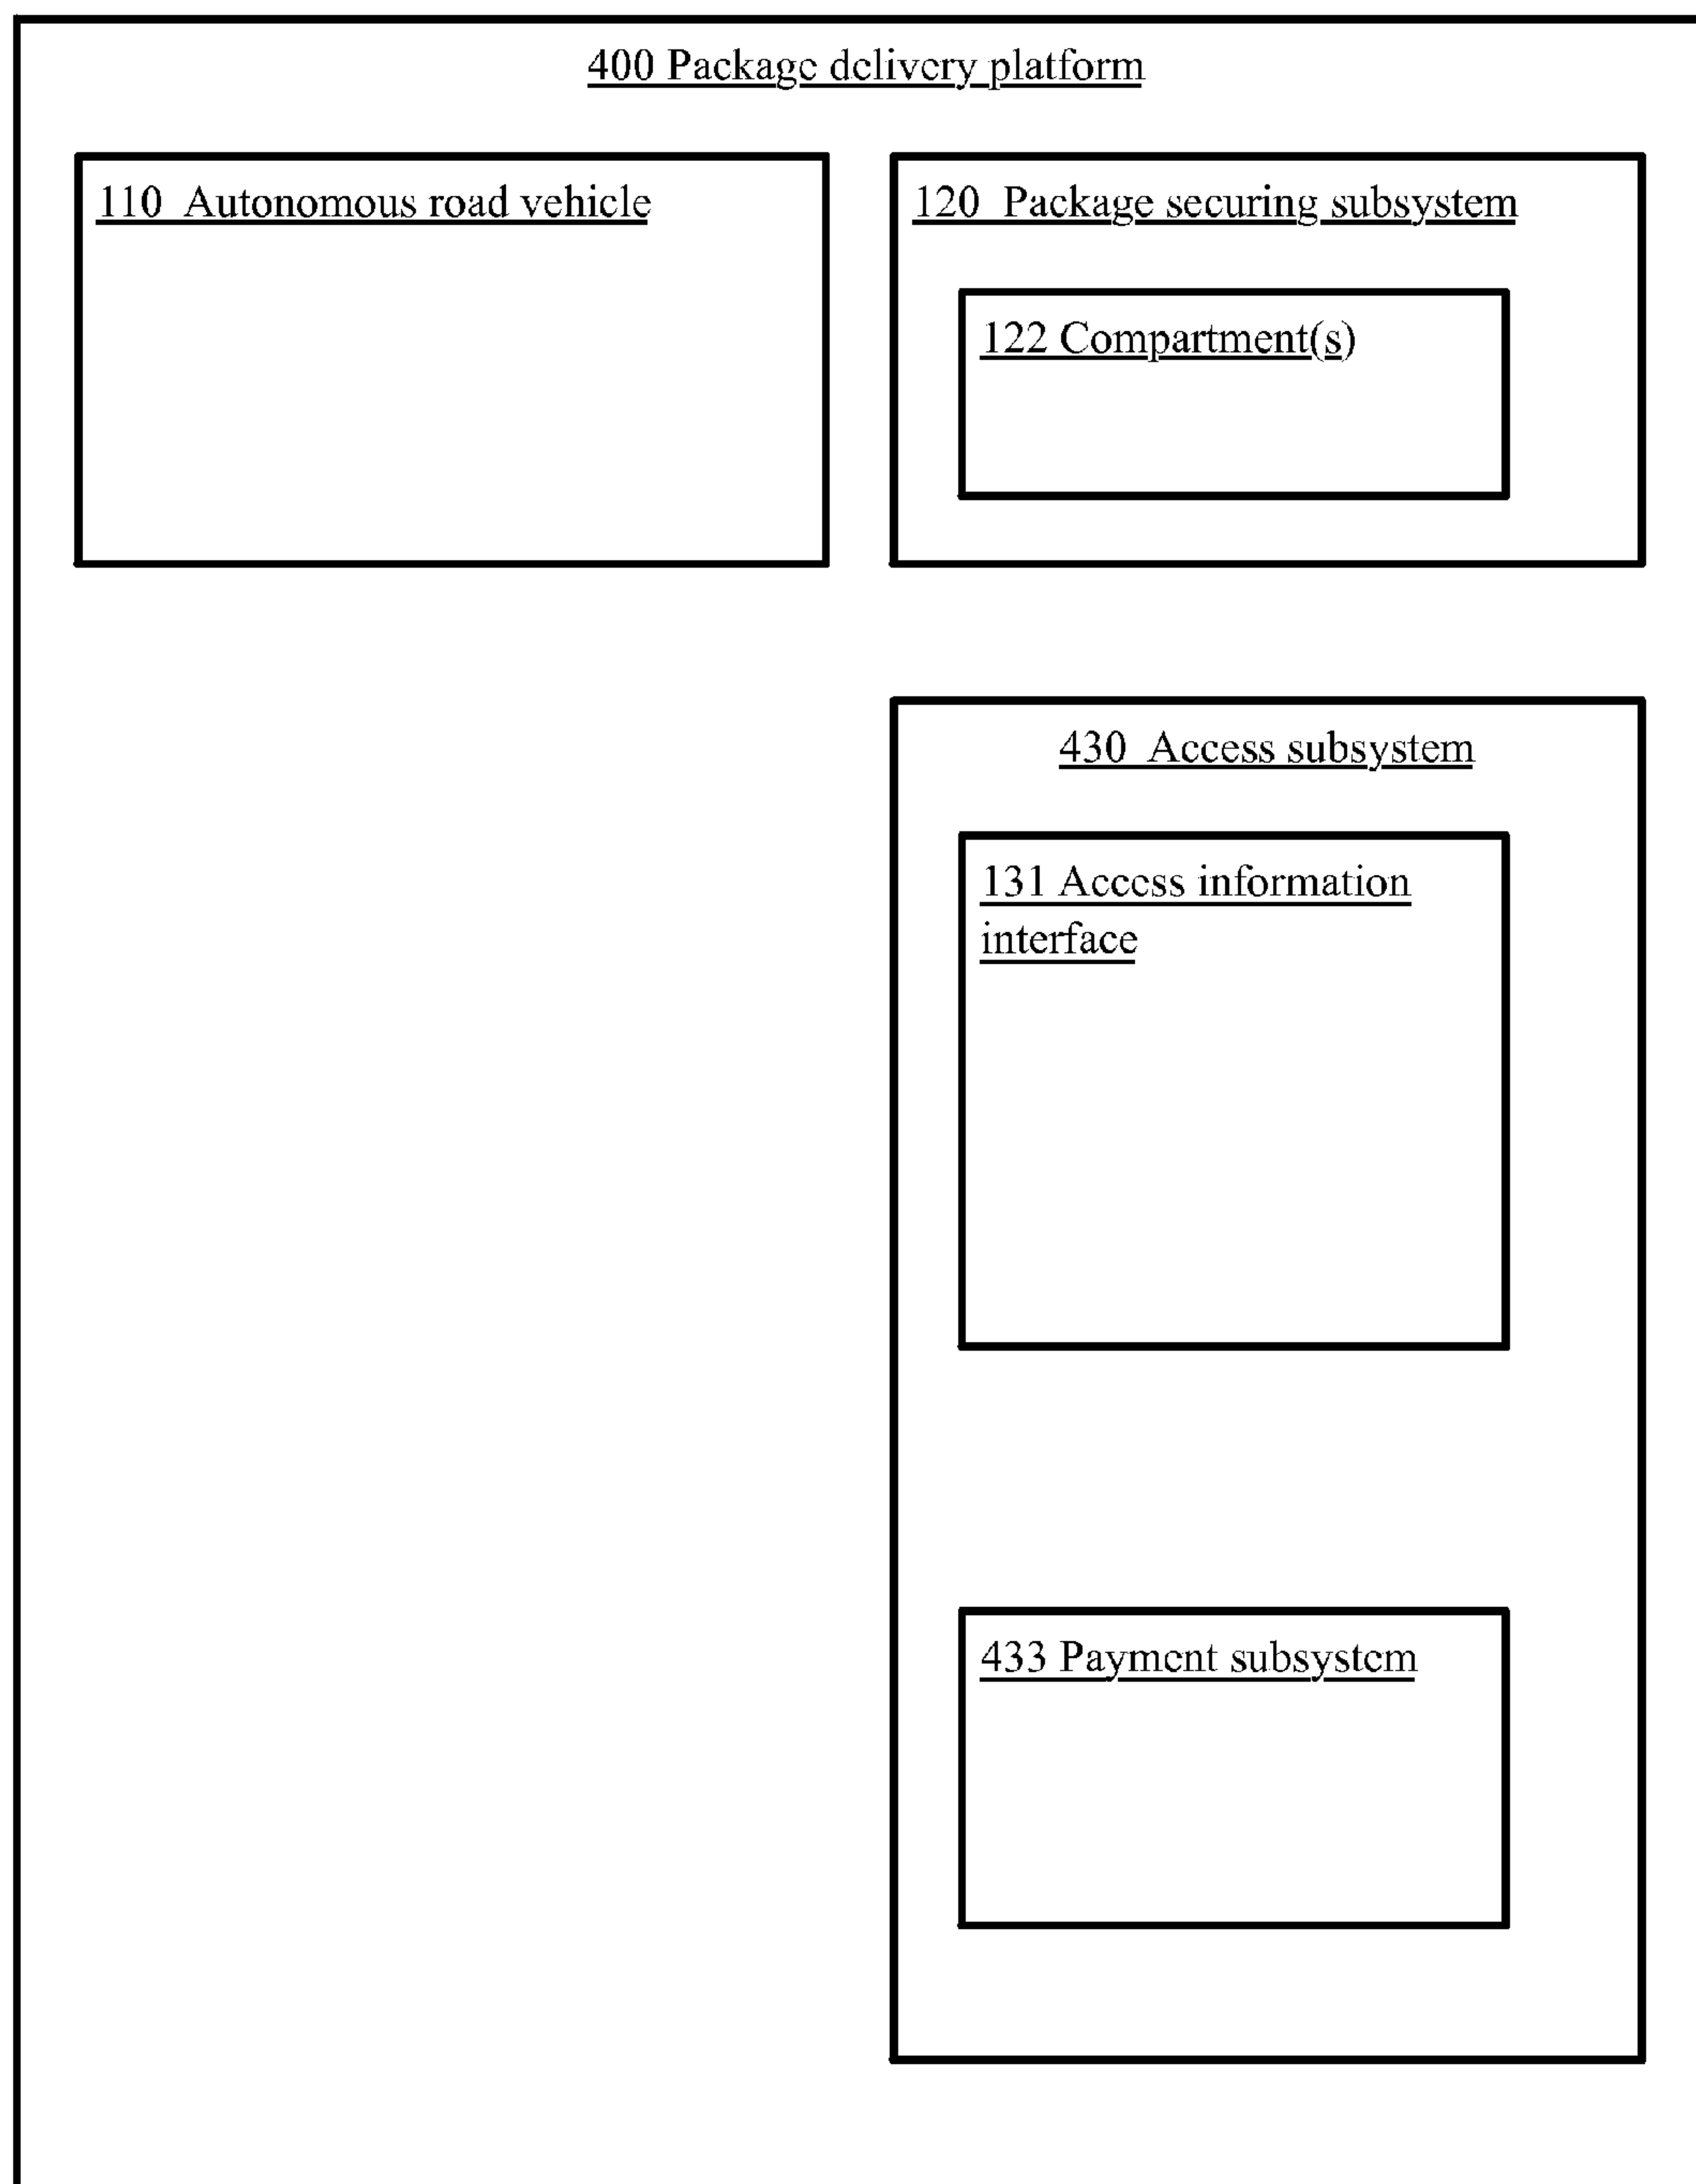 400 Package delivery platform
110 Autonomous road vehicle
120 Package securing subsystem
122 Compartment(s)
430 Access subsystem
131 Access information
interface
433 Payment subsystem